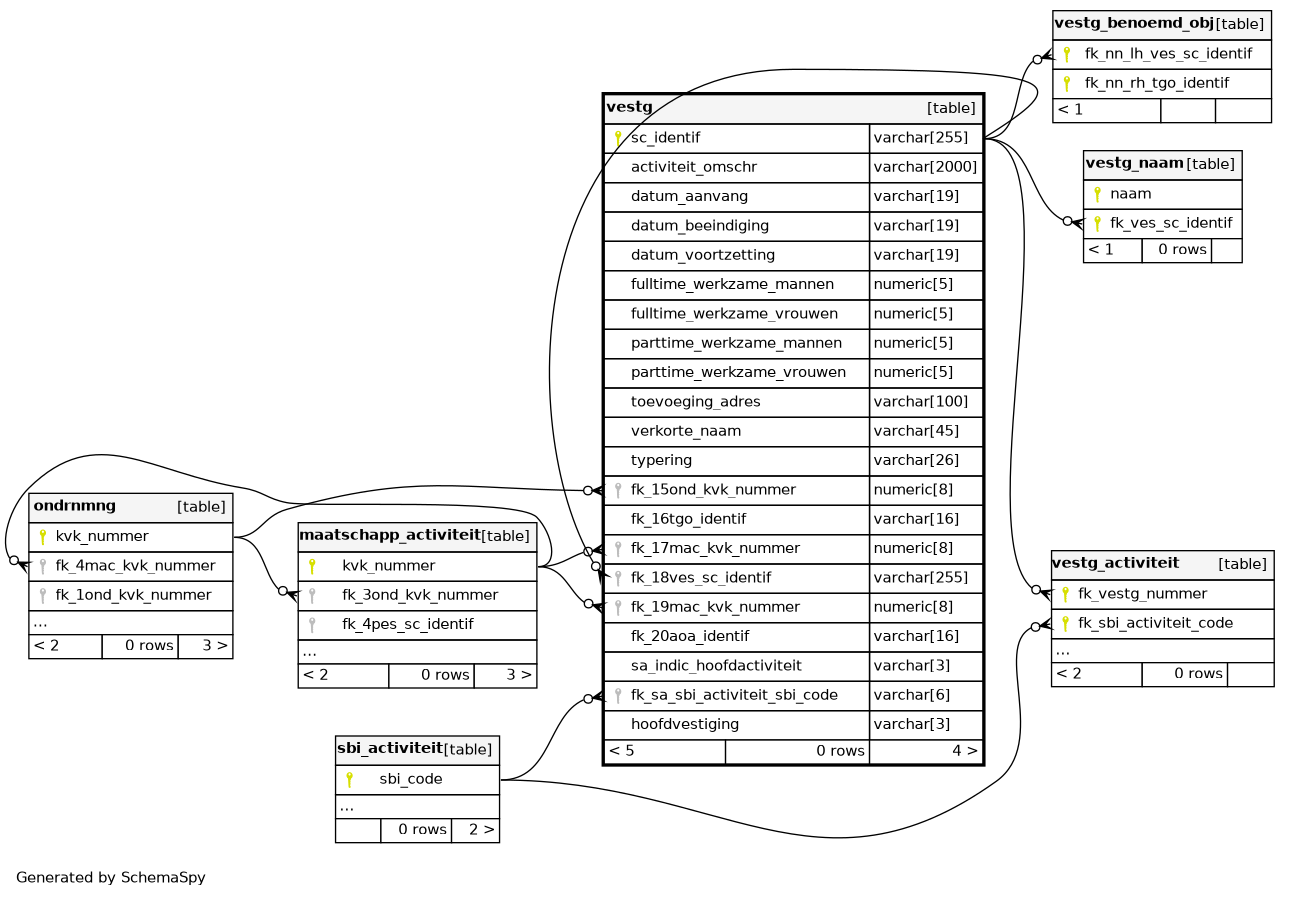 vestg_benoemd_obj [table]
fk_nn_lh_ves_sc_identif
fk_nn_rh_tgo_identif
< 1
vestg [table]
sc_identif varchar[255]
activiteit_omschr varchar[2000]
datum_aanvang varchar[19]
datum_beeindiging varchar[19]
datum_voortzetting varchar[19]
fulltime_werkzame_mannen numeric[5]
fulltime_werkzame_vrouwen numeric[5]
parttime_werkzame_mannen numeric[5]
parttime_werkzame_vrouwen numeric[5]
toevoeging_adres varchar[100]
verkorte_naam varchar[45]
typering varchar[26]
fk_15ond_kvk_nummer numeric[8]
fk_16tgo_identif varchar[16]
fk_17mac_kvk_nummer numeric[8]
fk_18ves_sc_identif varchar[255]
fk_19mac_kvk_nummer numeric[8]
fk_20aoa_identif varchar[16]
sa_indic_hoofdactiviteit varchar[3]
fk_sa_sbi_activiteit_sbi_code varchar[6]
hoofdvestiging varchar[3]
< 5 0 rows 4 >
vestg_naam [table]
naam
fk_ves_sc_identif
< 1 0 rows
ondrnmng [table]
kvk_nummer
fk_4mac_kvk_nummer
fk_1ond_kvk_nummer
...
< 2 0 rows 3 >
maatschapp_activiteit [table]
kvk_nummer
fk_3ond_kvk_nummer
fk_4pes_sc_identif
...
< 2 0 rows 3 >
vestg_activiteit [table]
fk_vestg_nummer
fk_sbi_activiteit_code
...
< 2 0 rows
sbi_activiteit [table]
sbi_code
...
0 rows 2 >
Generated by SchemaSpy